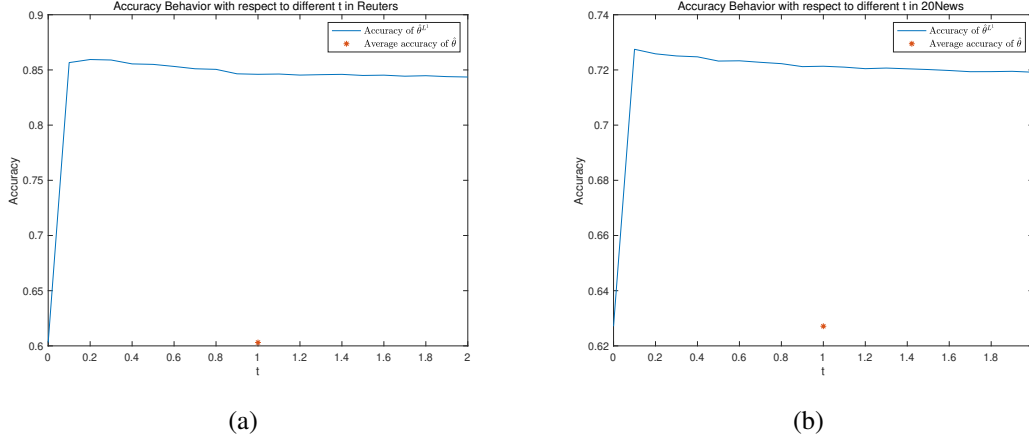 Accuracy Behavior with respect to different t in Reuters
0.9
0.85
0.8
0.75
0.7
0.65
0.6
Accuracy
0 0.2 0.4 0.6 0.8 1 1.2 1.4 1.6 1.8 2
t
Accuracy of θ̂^{L¹}
Average accuracy of θ̂
(a)
Accuracy Behavior with respect to different t in 20News
0.74
0.72
0.7
0.68
0.66
0.64
0.62
Accuracy
0 0.2 0.4 0.6 0.8 1 1.2 1.4 1.6 1.8
t
Accuracy of θ̂^{L¹}
Average accuracy of θ̂
(b)